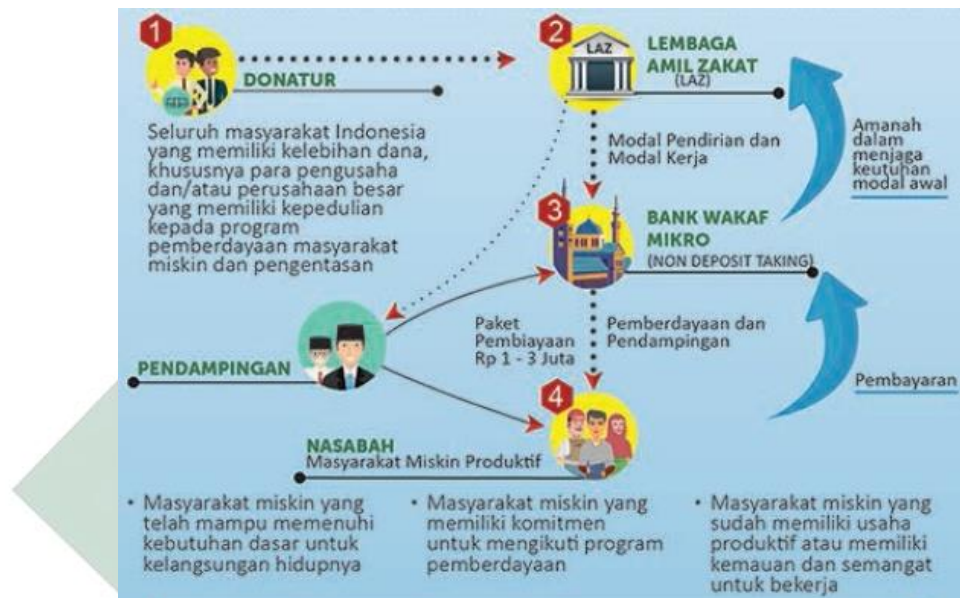 1
DONATUR
Seluruh masyarakat Indonesia
yang memiliki kelebihan dana,
khususnya para pengusaha
dan/atau perusahaan besar
yang memiliki kepedulian
kepada program
pemberdayaan masyarakat
miskin dan pengentasan
2
LAZ
LEMBAGA
AMIL ZAKAT
(LAZ)
Modal Pendirian dan
Modal Kerja
Amanah
dalam
menjaga
keutuhan
modal awal
3
BANK WAKAF
MIKRO
(NON DEPOSIT TAKING)
PENDAMPINGAN
Paket
Pembiayaan
Rp 1 - 3 Juta
Pemberdayaan dan
Pendampingan
Pembayaran
4
NASABAH
Masyarakat Miskin Produktif
• Masyarakat miskin yang
telah mampu memenuhi
kebutuhan dasar untuk
kelangsungan hidupnya
• Masyarakat miskin yang
memiliki komitmen
untuk mengikuti program
pemberdayaan
• Masyarakat miskin yang
sudah memiliki usaha
produktif atau memiliki
kemauan dan semangat
untuk bekerja